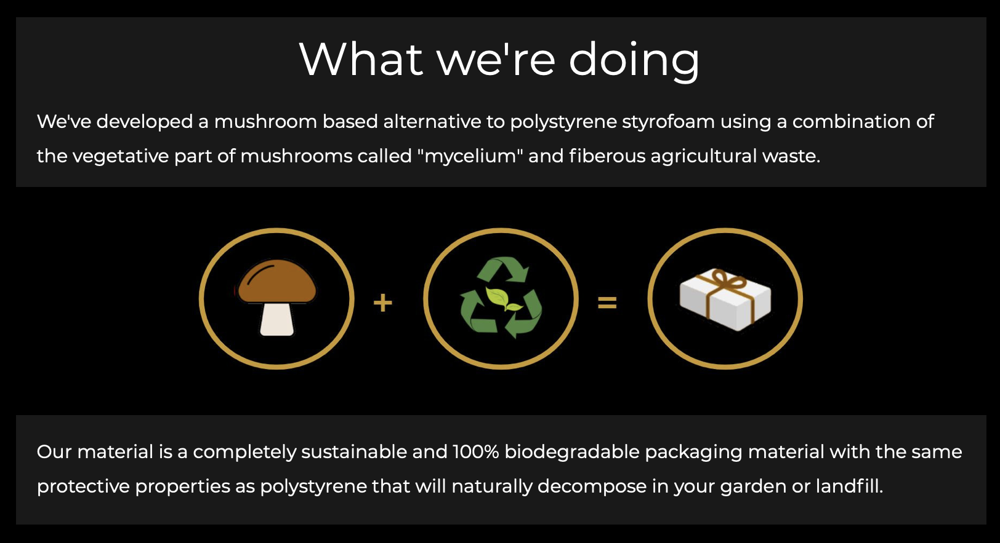 What we're doing
We've developed a mushroom based alternative to polystyrene styrofoam using a combination of
the vegetative part of mushrooms called "mycelium" and fiberous agricultural waste.
+ =
Our material is a completely sustainable and 100% biodegradable packaging material with the same
protective properties as polystyrene that will naturally decompose in your garden or landfill.